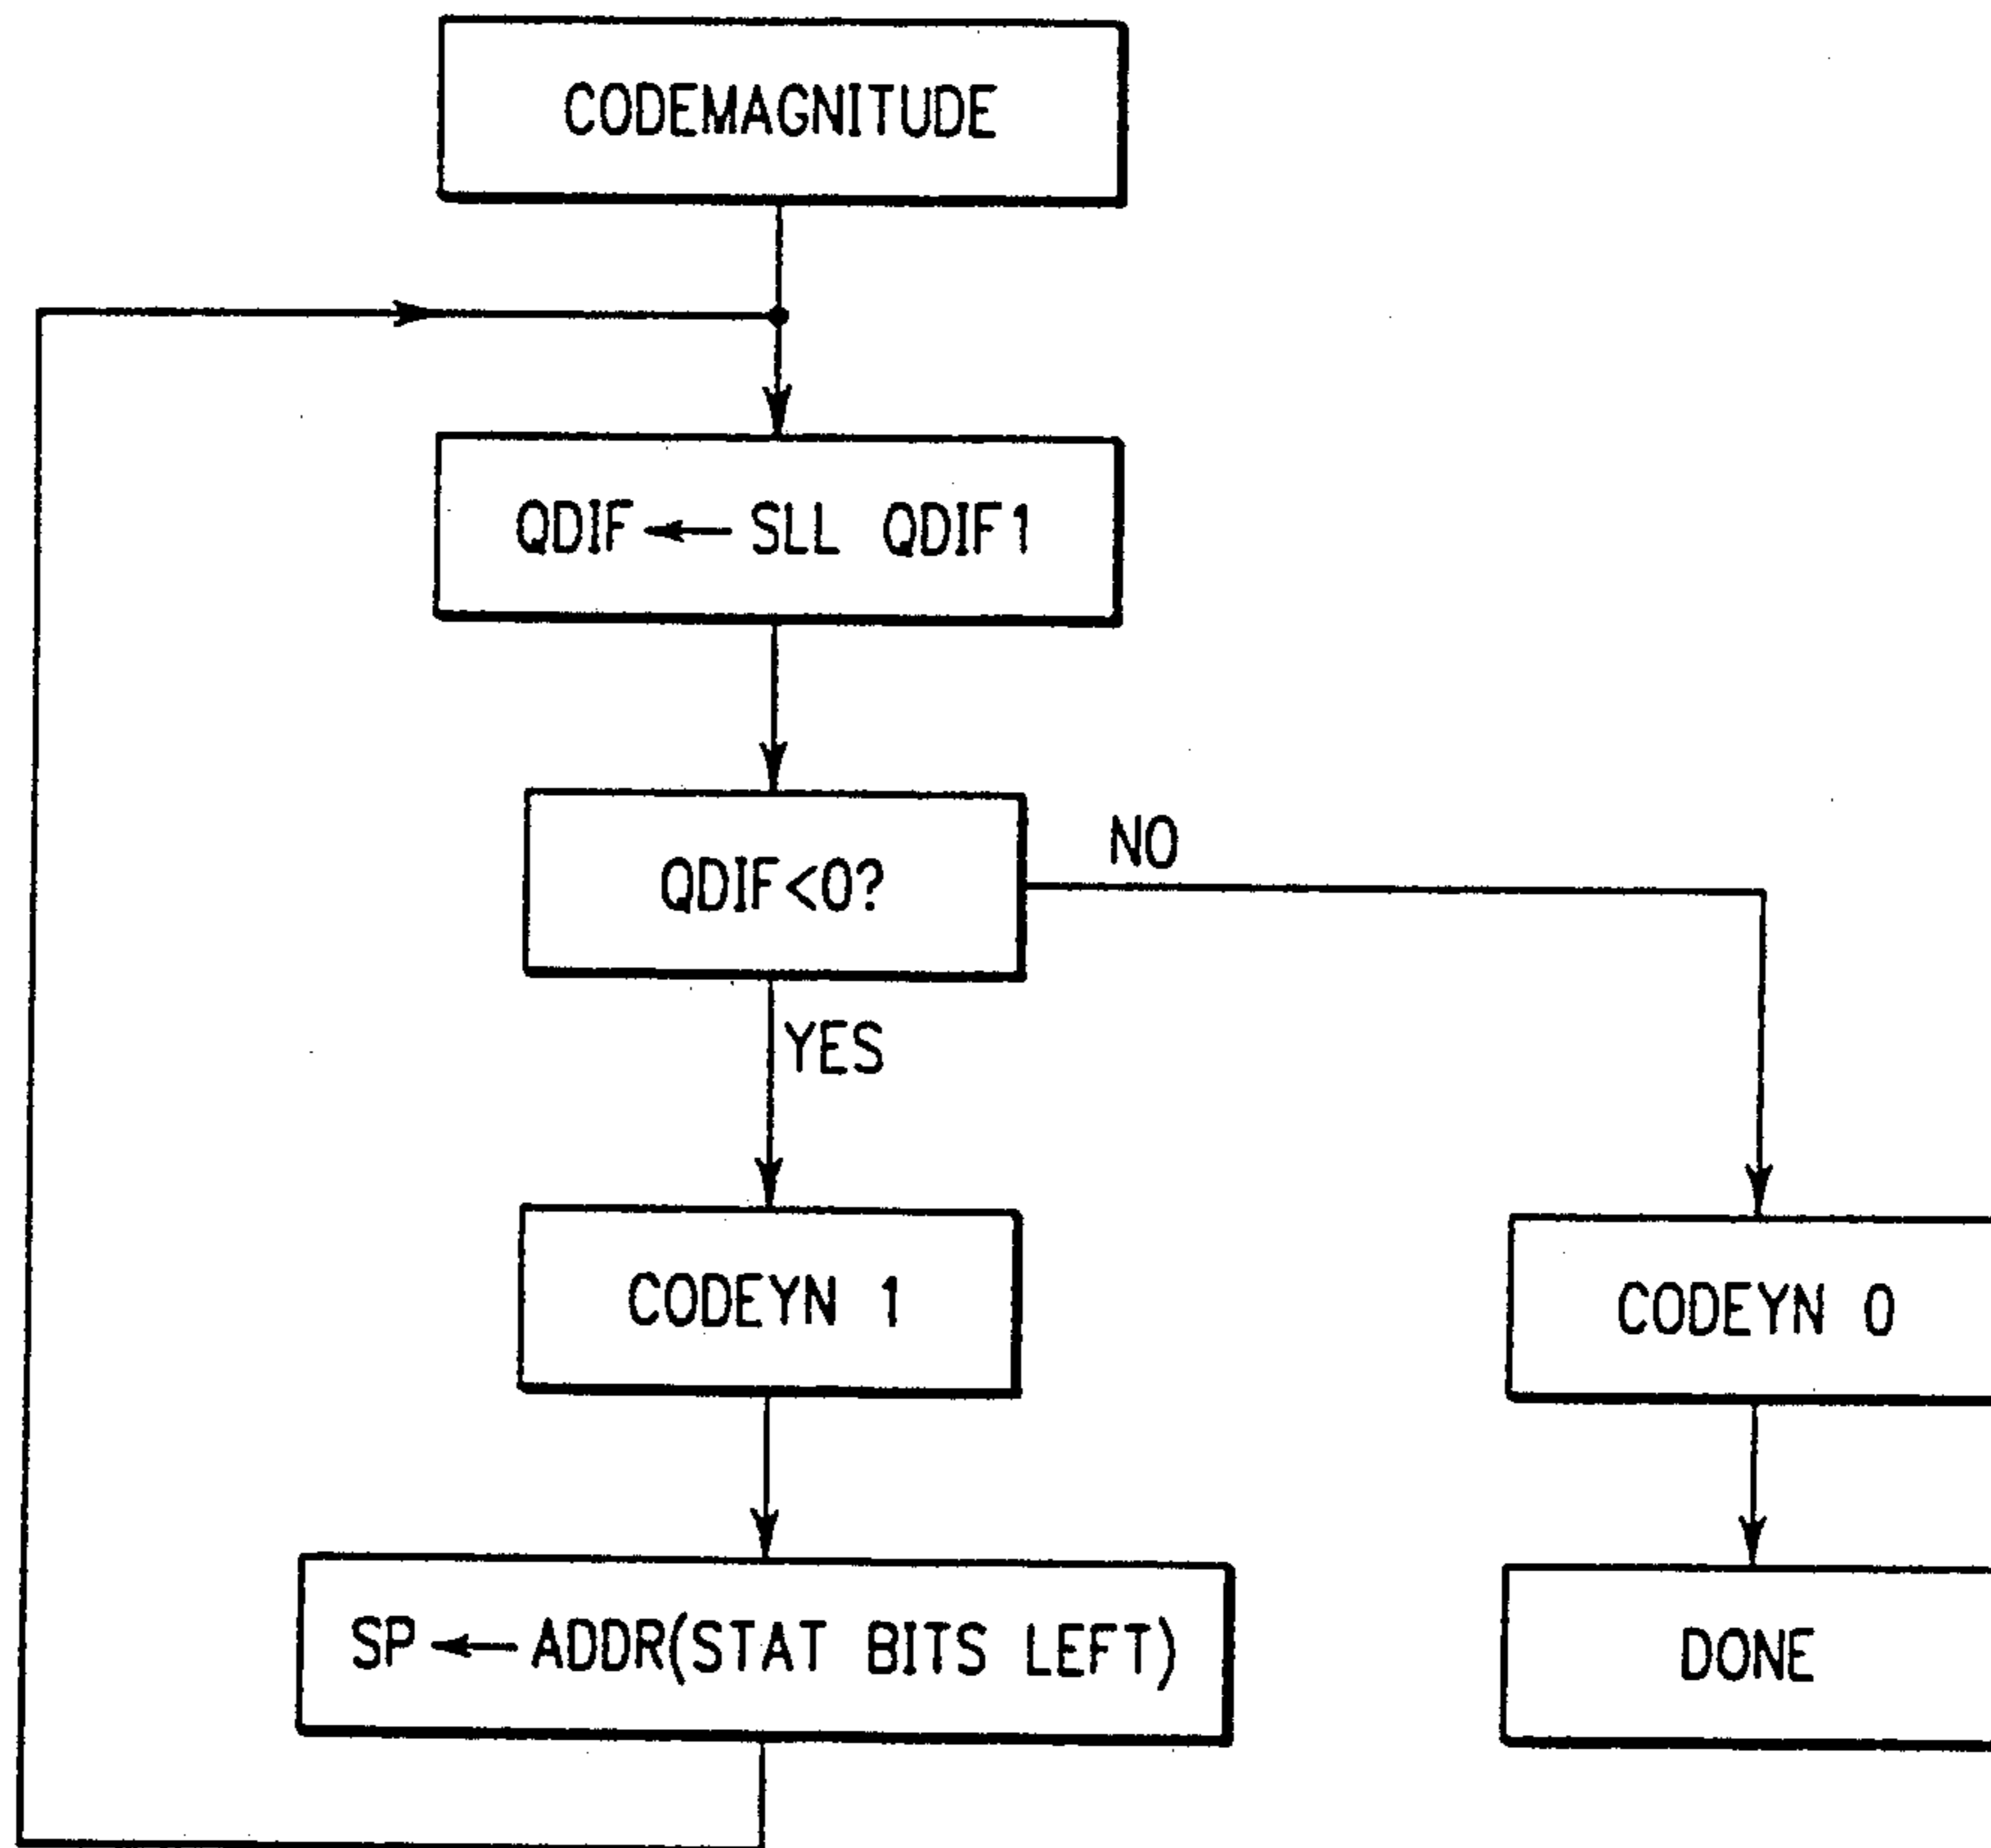 CODEMAGNITUDE
QDIF ← SLL QDIF1
QDIF<0?
NO
YES
CODEYN 1
CODEYN 0
SP ← ADDR(STAT BITS LEFT)
DONE